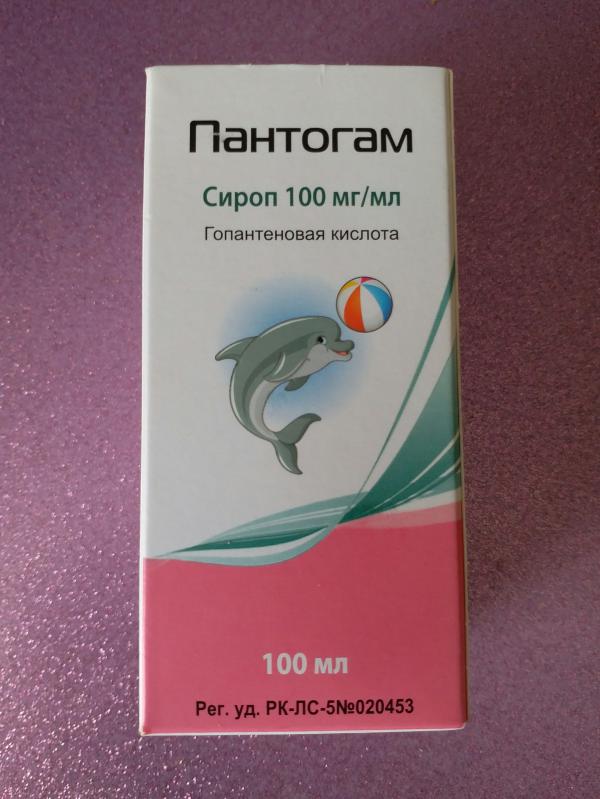 Пантогам
Сироп 100 мг/мл
Гопантеновая кислота
100 мл
Рег. уд. РК-ЛС-5№020453